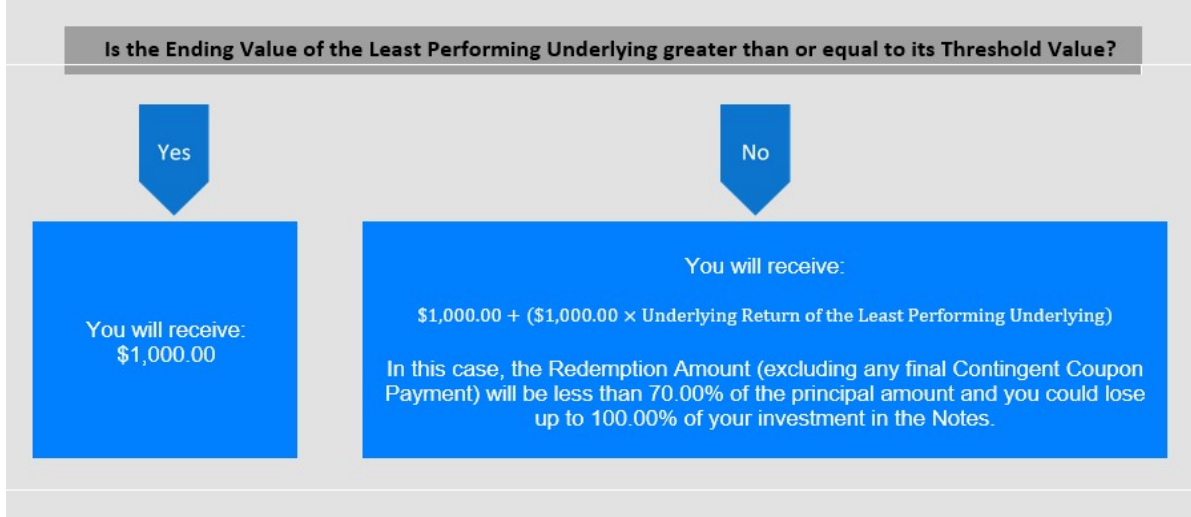 Is the Ending Value of the Least Performing Underlying greater than or equal to its Threshold Value?
Yes
No
You will receive:
$1,000.00
You will receive:
$1,000.00 + ($1,000.00 × Underlying Return of the Least Performing Underlying)
In this case, the Redemption Amount (excluding any final Contingent Coupon
Payment) will be less than 70.00% of the principal amount and you could lose
up to 100.00% of your investment in the Notes.